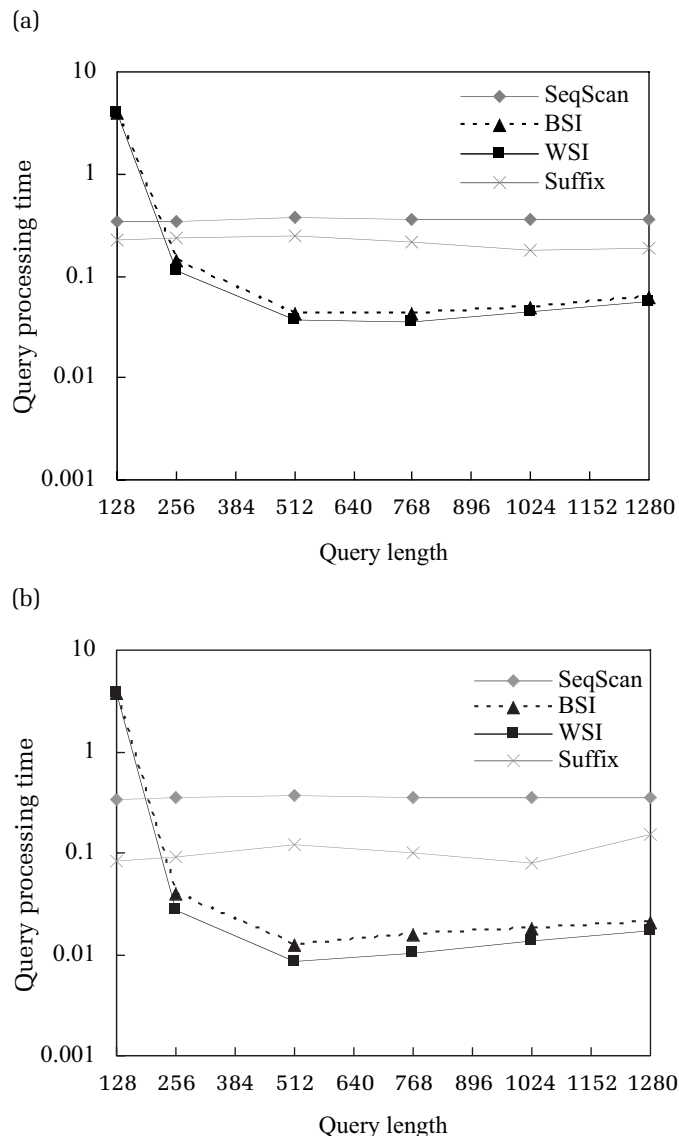 (a)
10
1
0.1
0.01
0.001
Query processing time
SeqScan
BSI
WSI
Suffix
128 256 384 512 640 768 896 1024 1152 1280
Query length
(b)
10
1
0.1
0.01
0.001
Query processing time
SeqScan
BSI
WSI
Suffix
128 256 384 512 640 768 896 1024 1152 1280
Query length